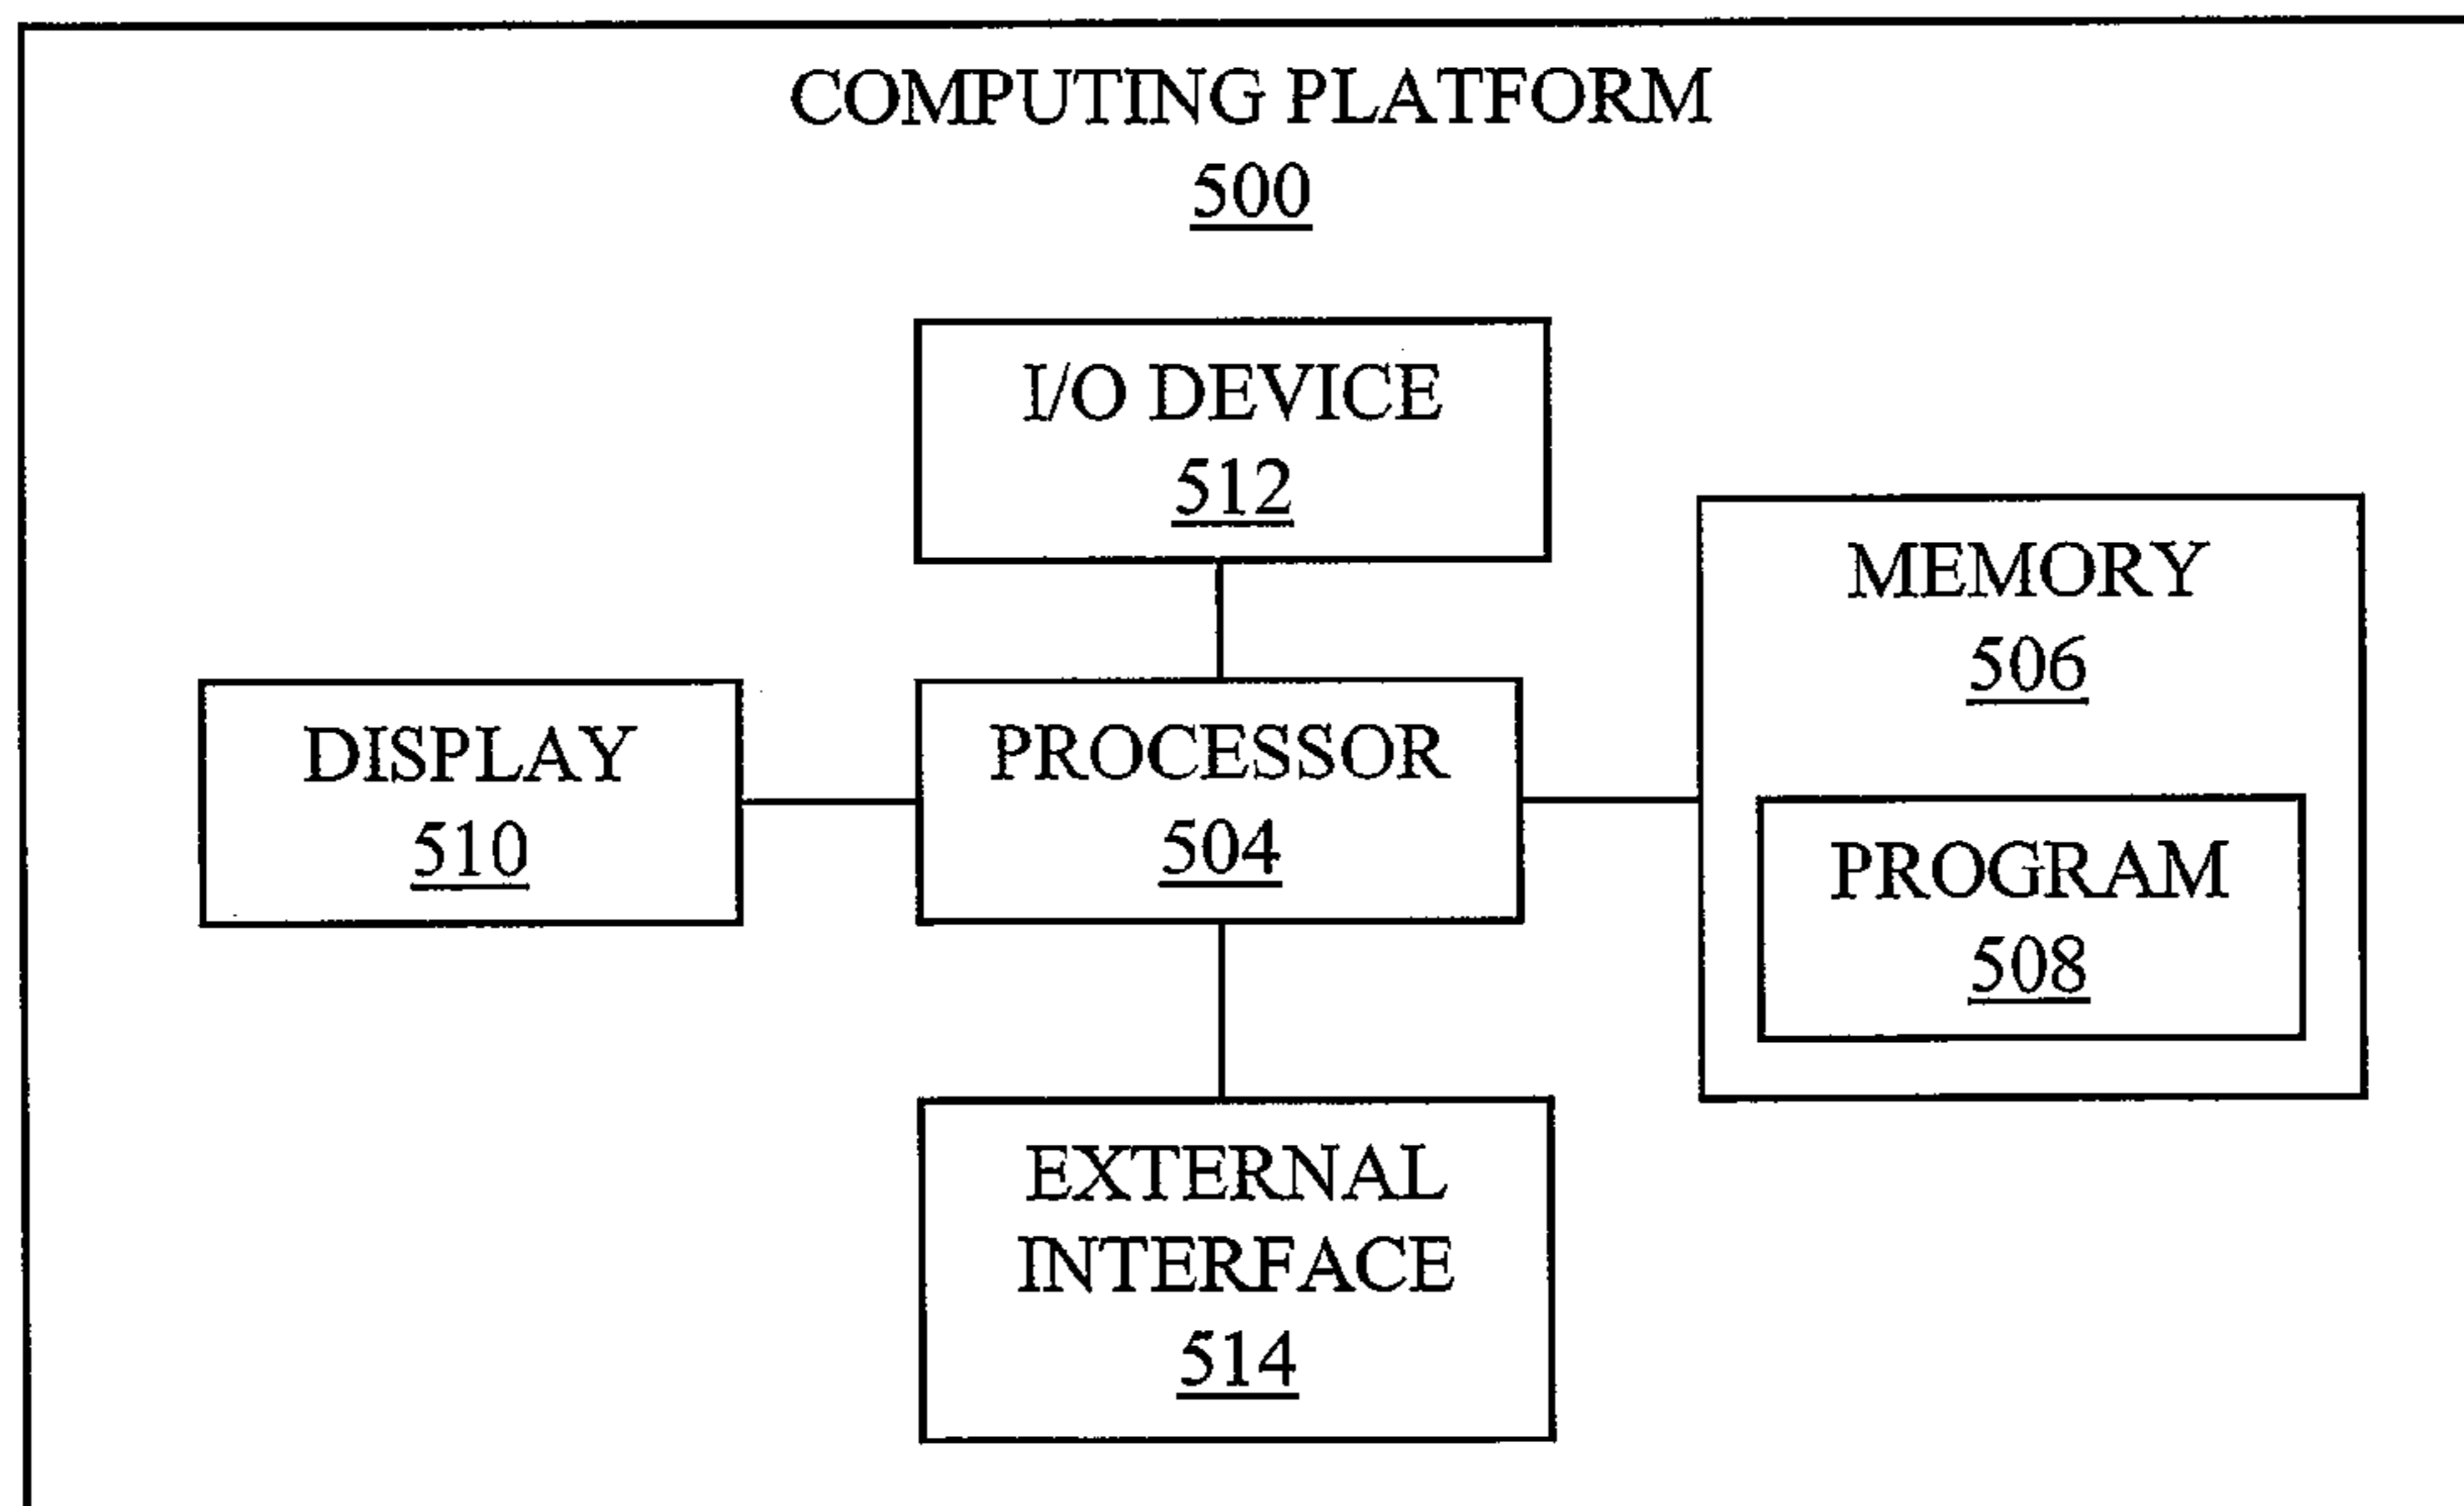 COMPUTING PLATFORM
500
I/O DEVICE
512
MEMORY
506
DISPLAY
510
PROCESSOR
504
PROGRAM
508
EXTERNAL
INTERFACE
514